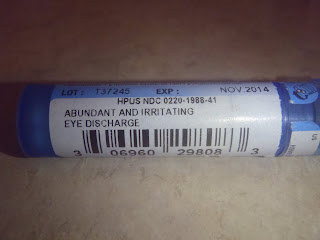 LOT: T37245 EXP: NOV 2014
HPUS NDC 0220-1988-41
ABUNDANT AND IRRITATING
EYE DISCHARGE
3 06960 29808 3